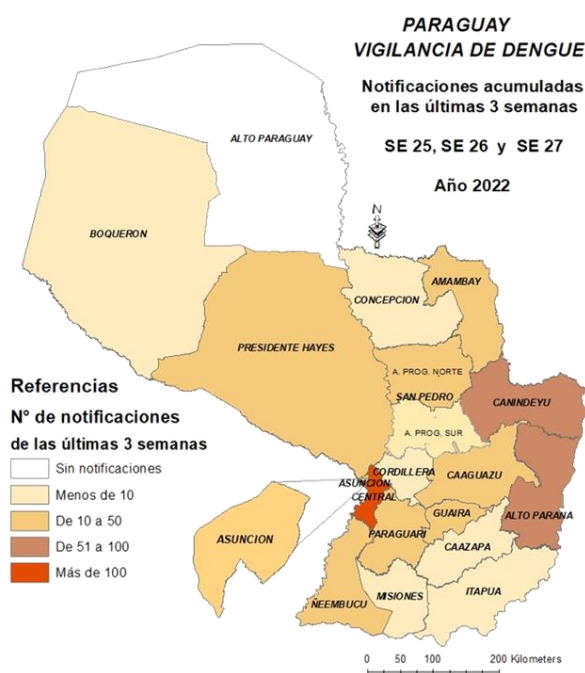 PARAGUAY
VIGILANCIA DE DENGUE
Notificaciones acumuladas
en las últimas 3 semanas
SE 25, SE 26 y SE 27
Año 2022
N
ALTO PARAGUAY
BOQUERON
CONCEPCION
AMAMBAY
PRESIDENTE HAYES
A. PROG. NORTE
SAN PEDRO
CANINDEYU
A. PROG. SUR
CORDILLERA
ASUNCION
CENTRAL
CAAGUAZU
GUAIRA
ALTO PARANA
PARAGUARI
CAAZAPA
ÑEEMBUCU
MISIONES
ITAPUA
ASUNCION
Referencias
N° de notificaciones
de las últimas 3 semanas
Sin notificaciones
Menos de 10
De 10 a 50
De 51 a 100
Más de 100
0 50 100 200 Kilometers